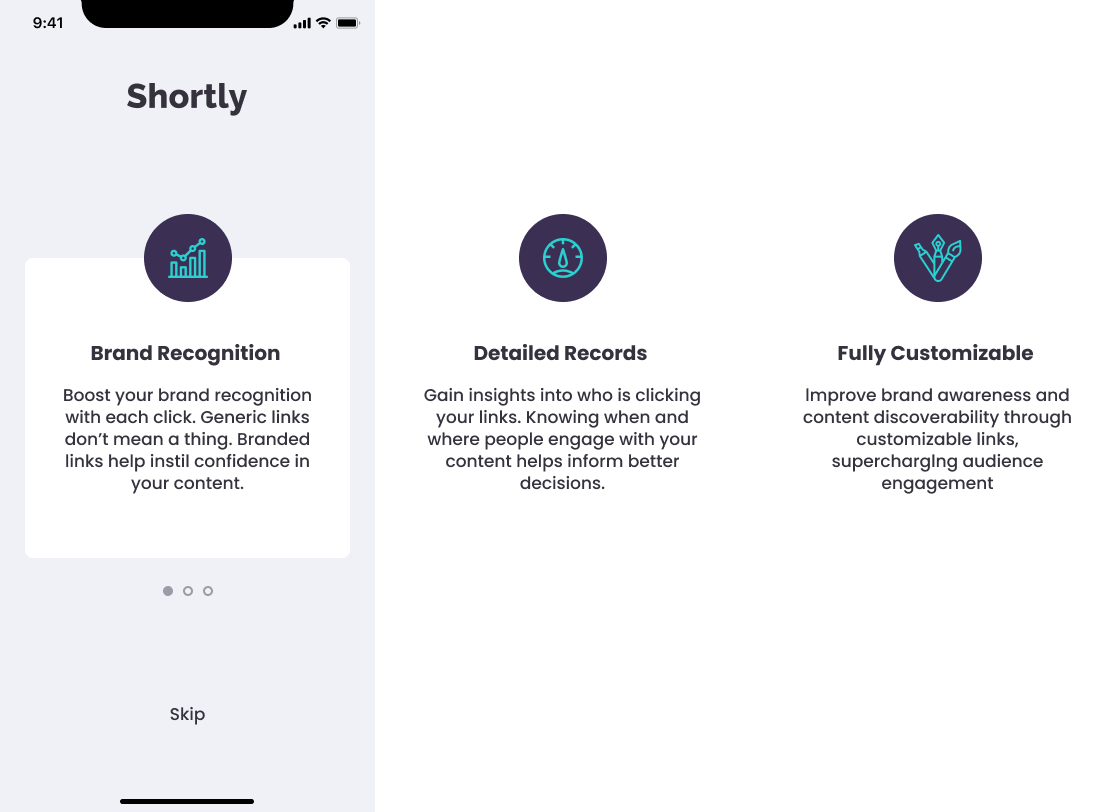 9:41
Shortly
Brand Recognition
Boost your brand recognition
with each click. Generic links
don’t mean a thing. Branded
links help instil confidence in
your content.
Skip
Detailed Records
Gain insights into who is clicking
your links. Knowing when and
where people engage with your
content helps inform better
decisions.
Fully Customizable
Improve brand awareness and
content discoverability through
customizable links,
superchargIng audience
engagement